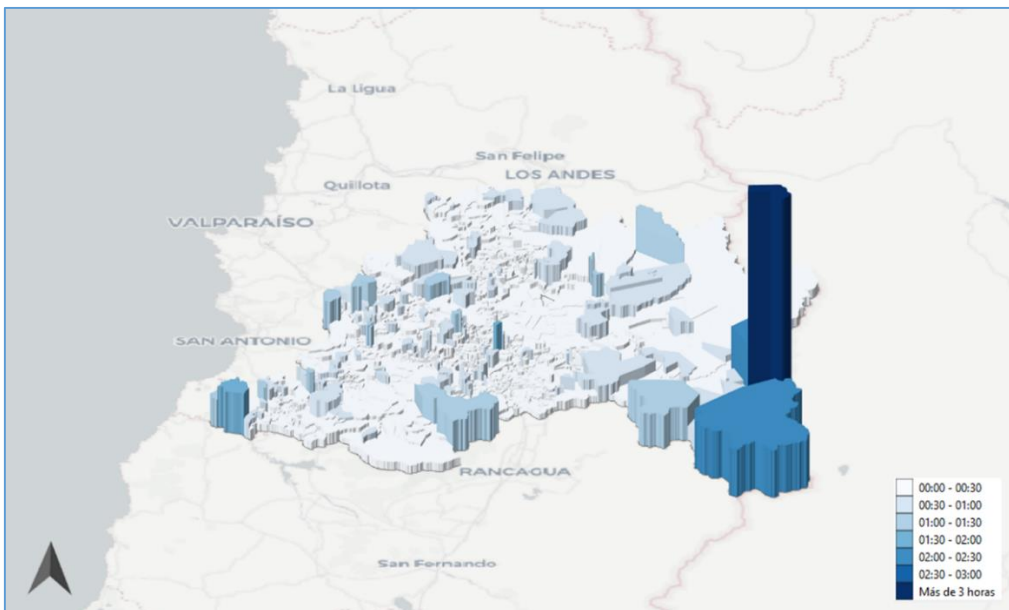 La Ligua
San Felipe
LOS ANDES
Quillota
VALPARAÍSO
SAN ANTONIO
RANCAGUA
San Fernando
00:00 - 00:30
00:30 - 01:00
01:00 - 01:30
01:30 - 02:00
02:00 - 02:30
02:30 - 03:00
Más de 3 horas